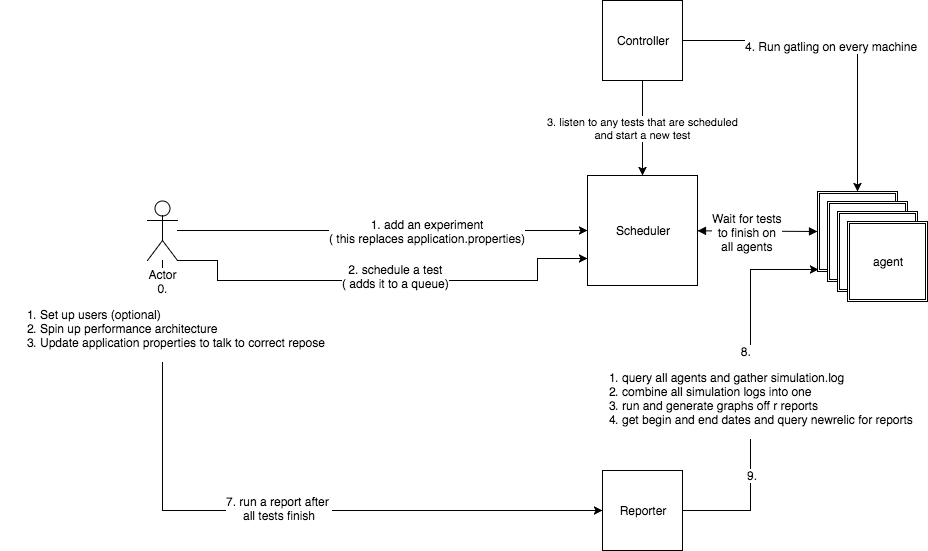 Controller
4. Run gatling on every machine
3. listen to any tests that are scheduled
and start a new test
1. add an experiment
( this replaces application.properties)
Scheduler
Wait for tests
to finish on
all agents
agent
2. schedule a test
( adds it to a queue)
Actor
0.
1. Set up users (optional)
2. Spin up performance architecture
3. Update application properties to talk to correct repose
8.
1. query all agents and gather simulation.log
2. combine all simulation logs into one
3. run and generate graphs off r reports
4. get begin and end dates and query newrelic for reports
9.
7. run a report after
all tests finish
Reporter